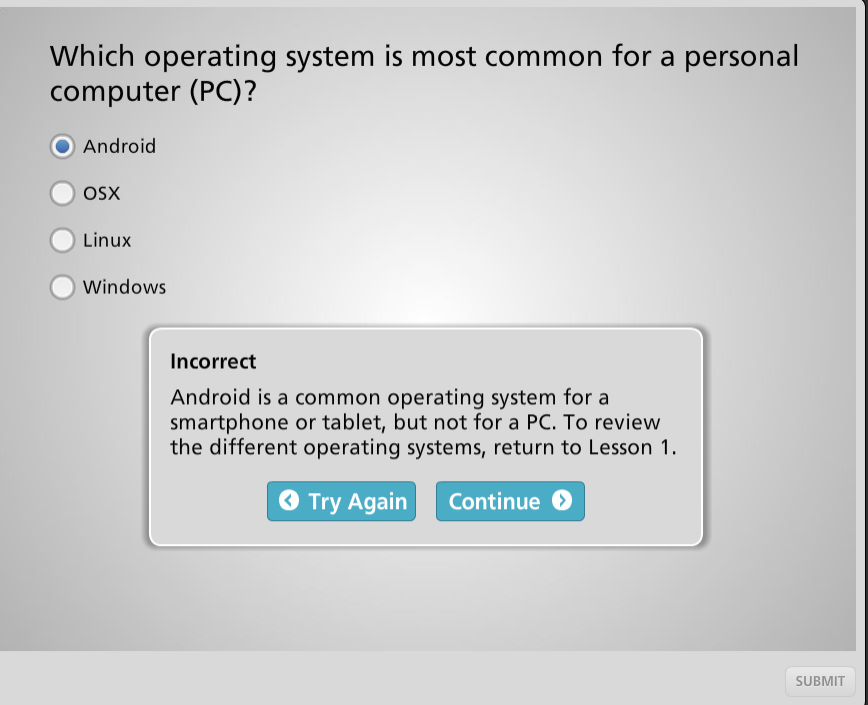 Which operating system is most common for a personal
computer (PC)?
Android
OSX
Linux
Windows
Incorrect
Android is a common operating system for a
smartphone or tablet, but not for a PC. To review
the different operating systems, return to Lesson 1.
Try Again
Continue
SUBMIT